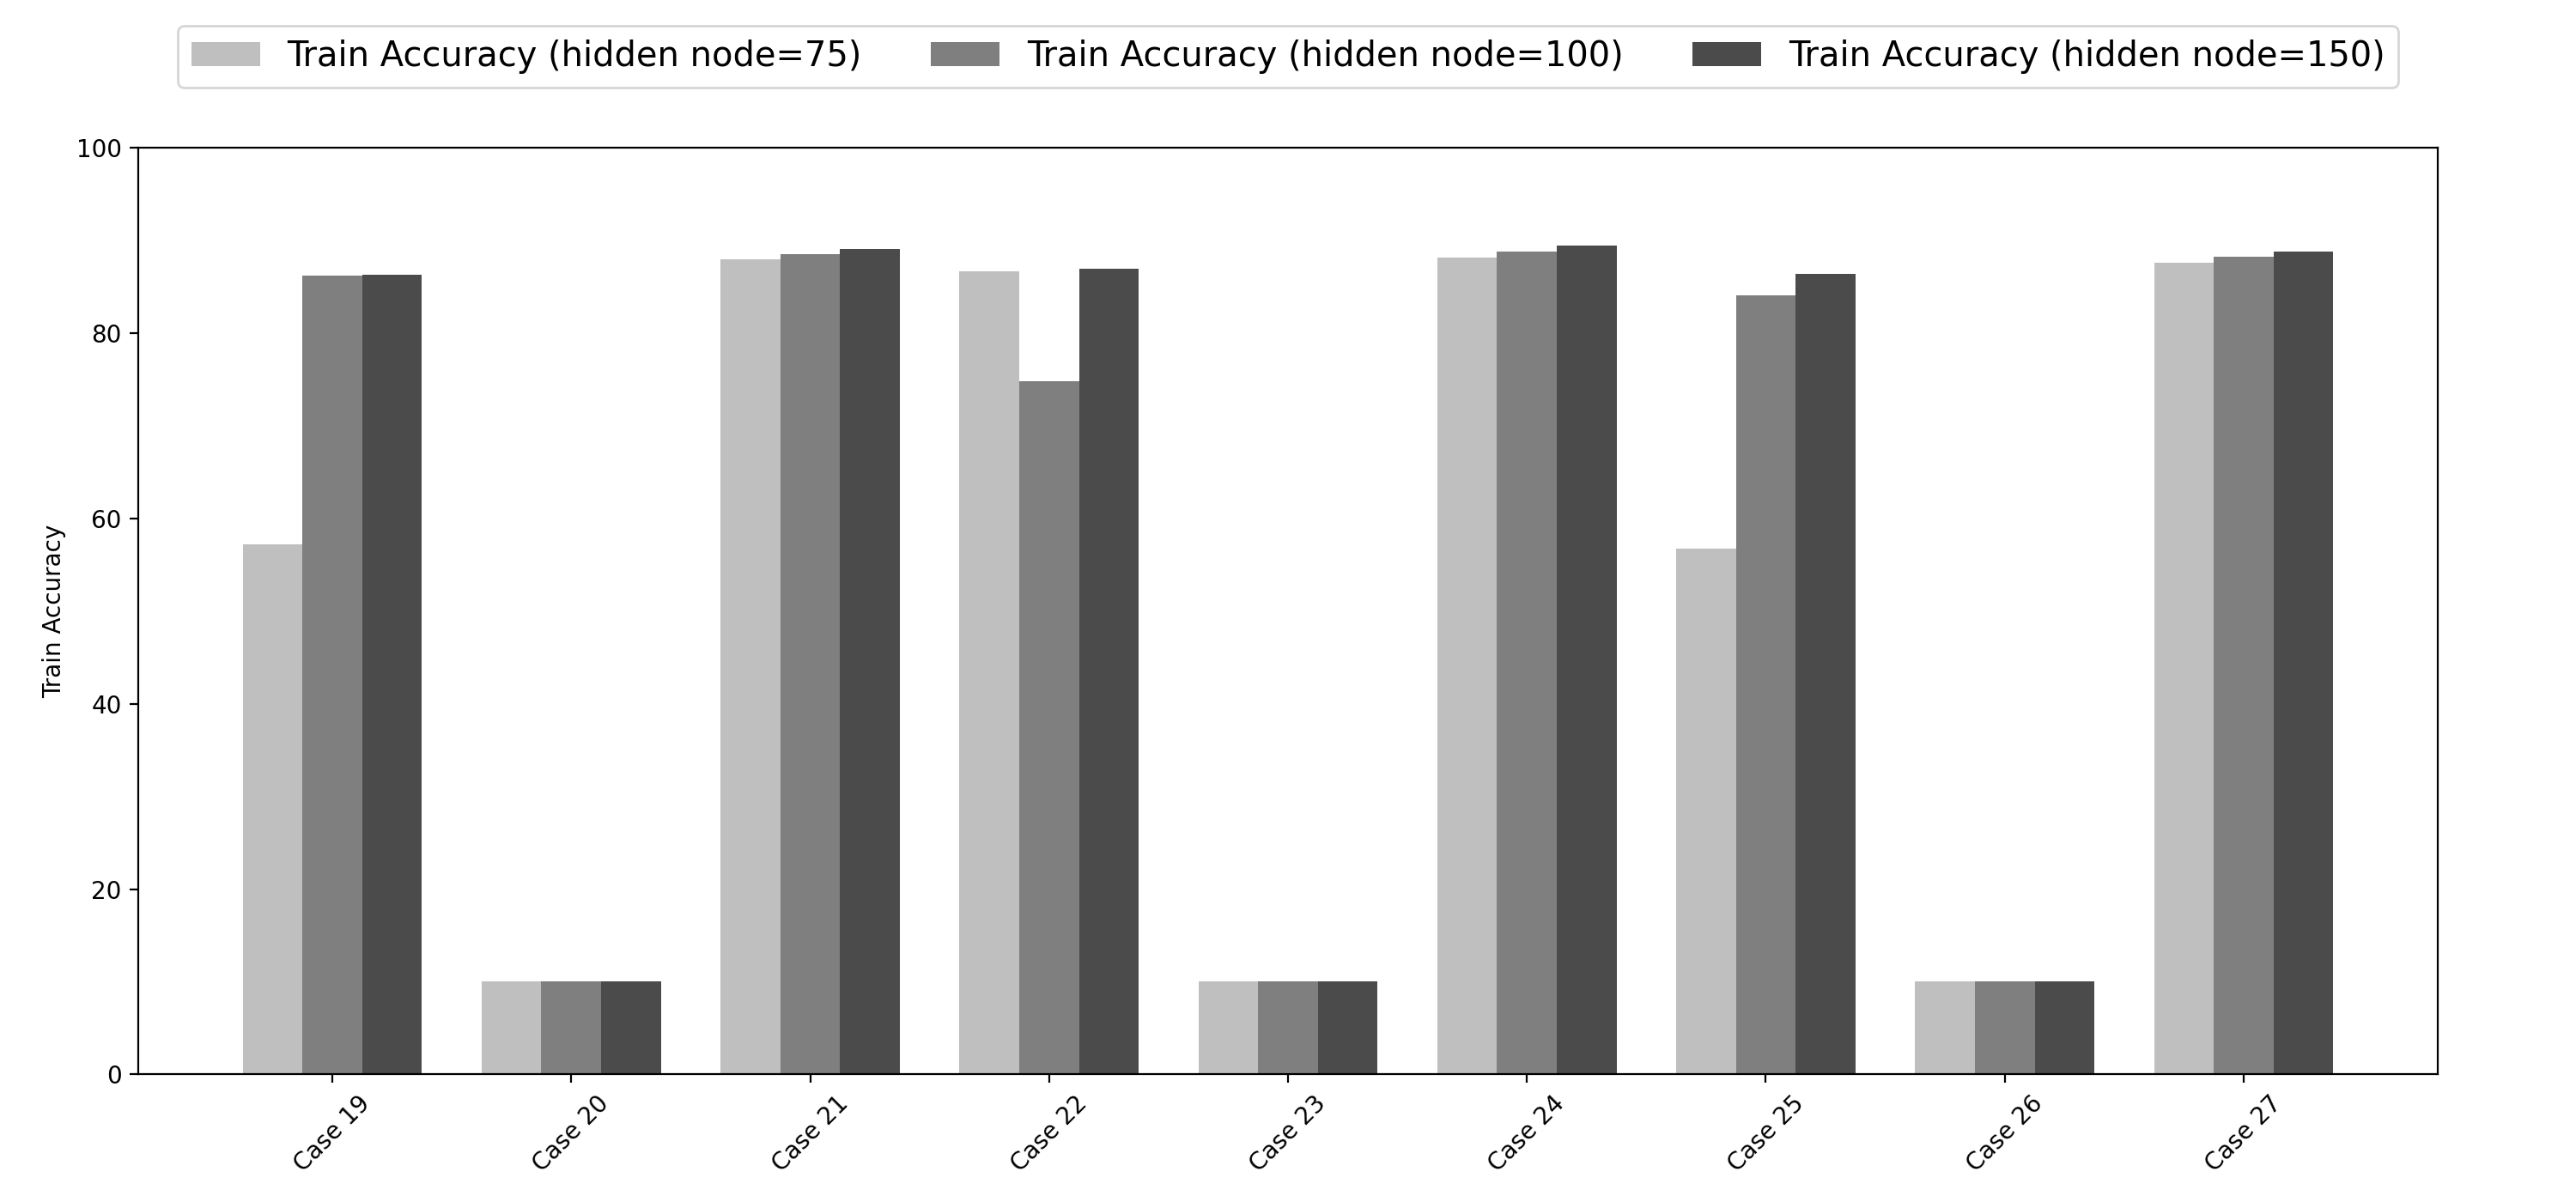 Train Accuracy (hidden node=75) Train Accuracy (hidden node=100) Train Accuracy (hidden node=150)
100
80
60
40
20
0
Train Accuracy
Case 19 Case 20 Case 21 Case 22 Case 23 Case 24 Case 25 Case 26 Case 27